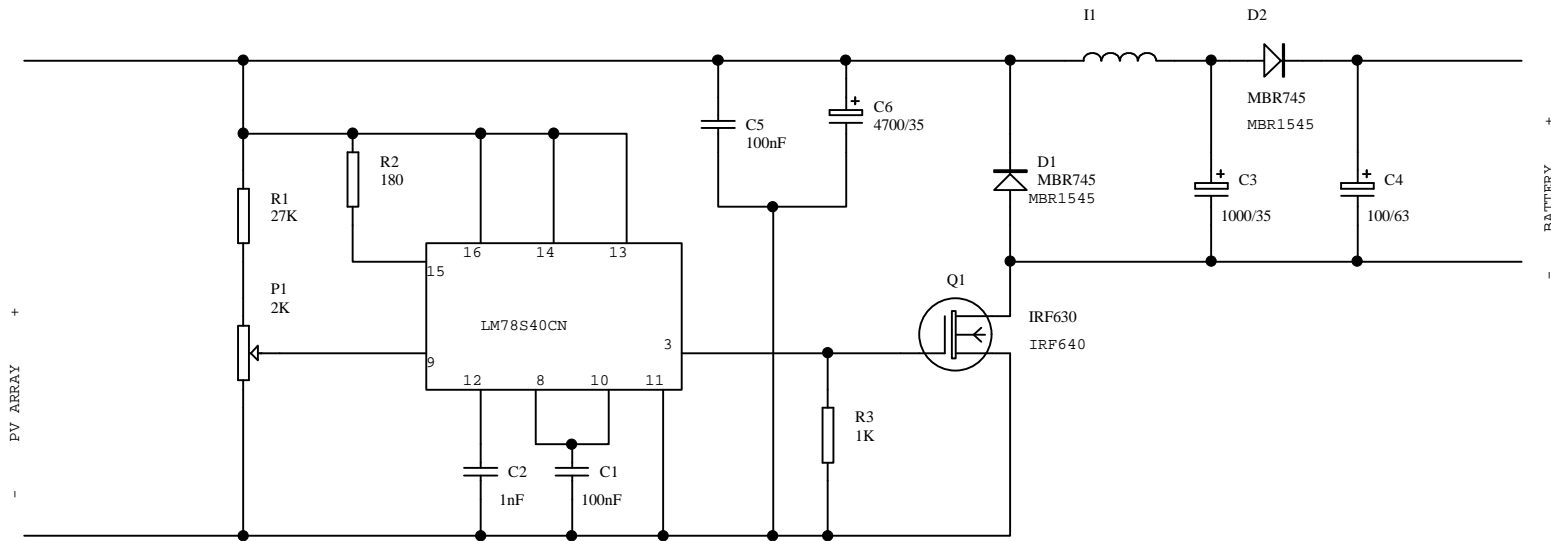 I1
D2
MBR745
MBR1545
C6
4700/35
C5
100nF
R2
180
D1
MBR745
MBR1545
C3
1000/35
C4
100/63
R1
27K
16
14
13
15
P1
2K
LM78S40CN
3
9
12
8
10
11
Q1
IRF630
IRF640
R3
1K
C2
1nF
C1
100nF
- PV ARRAY +
- BATTERY +
+
+
+
+